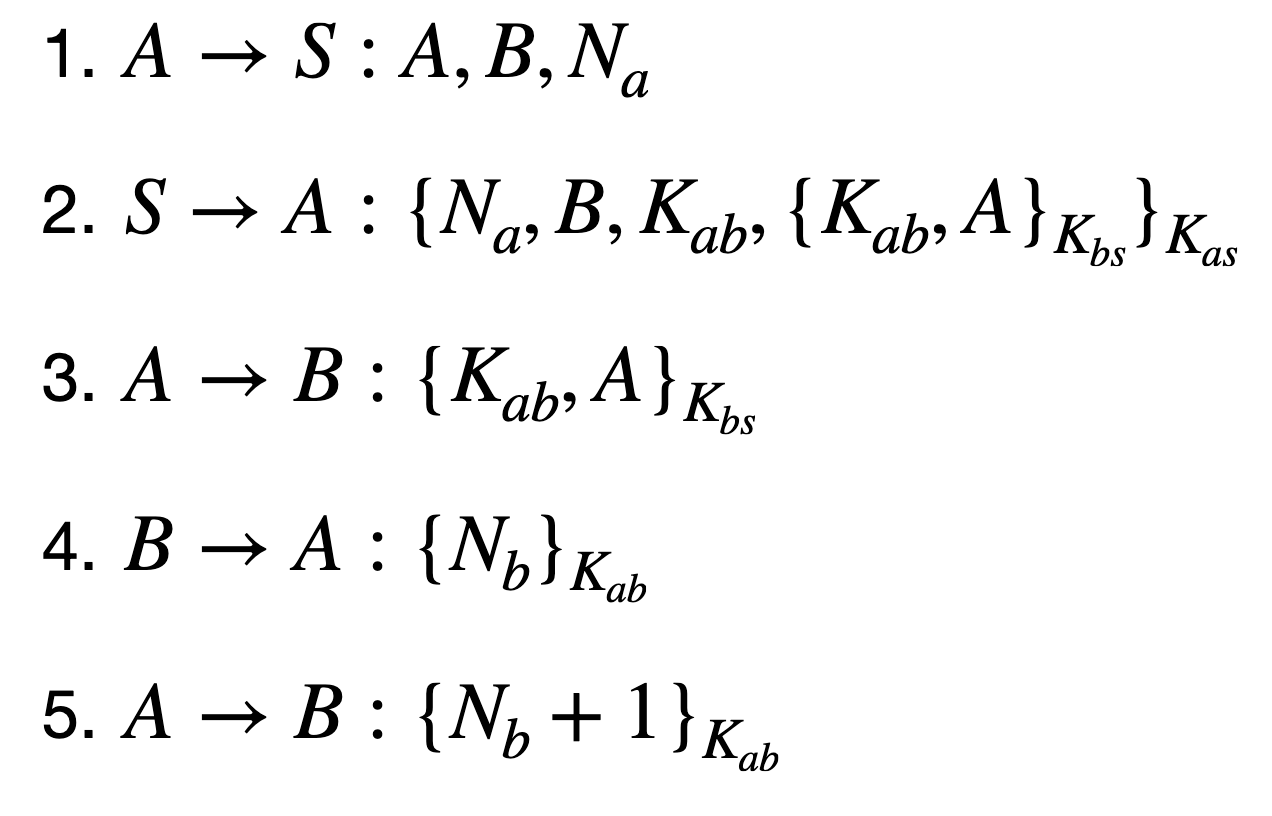 1. A → S : A, B, N_a
2. S → A : {N_a, B, K_ab, {K_ab, A}_K_bs}_K_as
3. A → B : {K_ab, A}_K_bs
4. B → A : {N_b}_K_ab
5. A → B : {N_b + 1}_K_ab